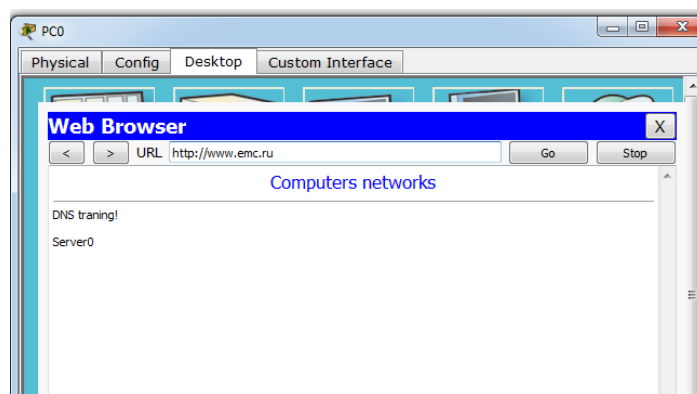 PC0
Physical Config Desktop Custom Interface
Web Browser X
< > URL http://www.emc.ru Go Stop
Computers networks
DNS traning!
Server0